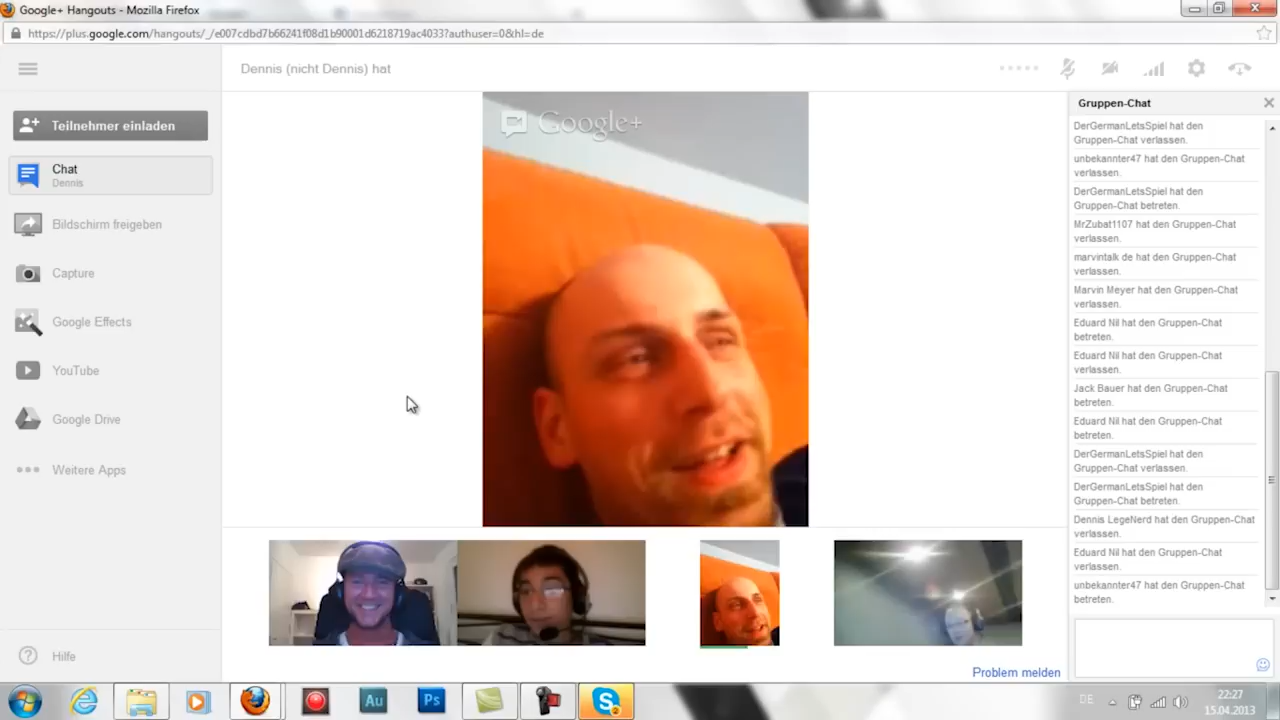 Google+ Hangouts - Mozilla Firefox
https://plus.google.com/hangouts/_/e007cdbd7b66241f08d1b90001d6218719ac4033?authuser=0&hl=de
Dennis (nicht Dennis) hat
Teilnehmer einladen
Chat
Dennis
Bildschirm freigeben
Capture
Google Effects
YouTube
Google Drive
Weitere Apps
Hilfe
Google+
Problem melden
Gruppen-Chat
DerGermanLetsSpiel hat den
Gruppen-Chat verlassen.
unbekannter47 hat den Gruppen-Chat
verlassen.
DerGermanLetsSpiel hat den
Gruppen-Chat betreten.
MrZubat1107 hat den Gruppen-Chat
verlassen.
marvintalk de hat den Gruppen-Chat
verlassen.
Marvin Meyer hat den Gruppen-Chat
verlassen.
Eduard Nil hat den Gruppen-Chat
betreten.
Eduard Nil hat den Gruppen-Chat
verlassen.
Jack Bauer hat den Gruppen-Chat
betreten.
Eduard Nil hat den Gruppen-Chat
betreten.
DerGermanLetsSpiel hat den
Gruppen-Chat verlassen.
DerGermanLetsSpiel hat den
Gruppen-Chat betreten.
Dennis LegeNerd hat den Gruppen-Chat
verlassen.
Eduard Nil hat den Gruppen-Chat
verlassen.
unbekannter47 hat den Gruppen-Chat
betreten.
Au
Ps
DE
22:27
15.04.2013